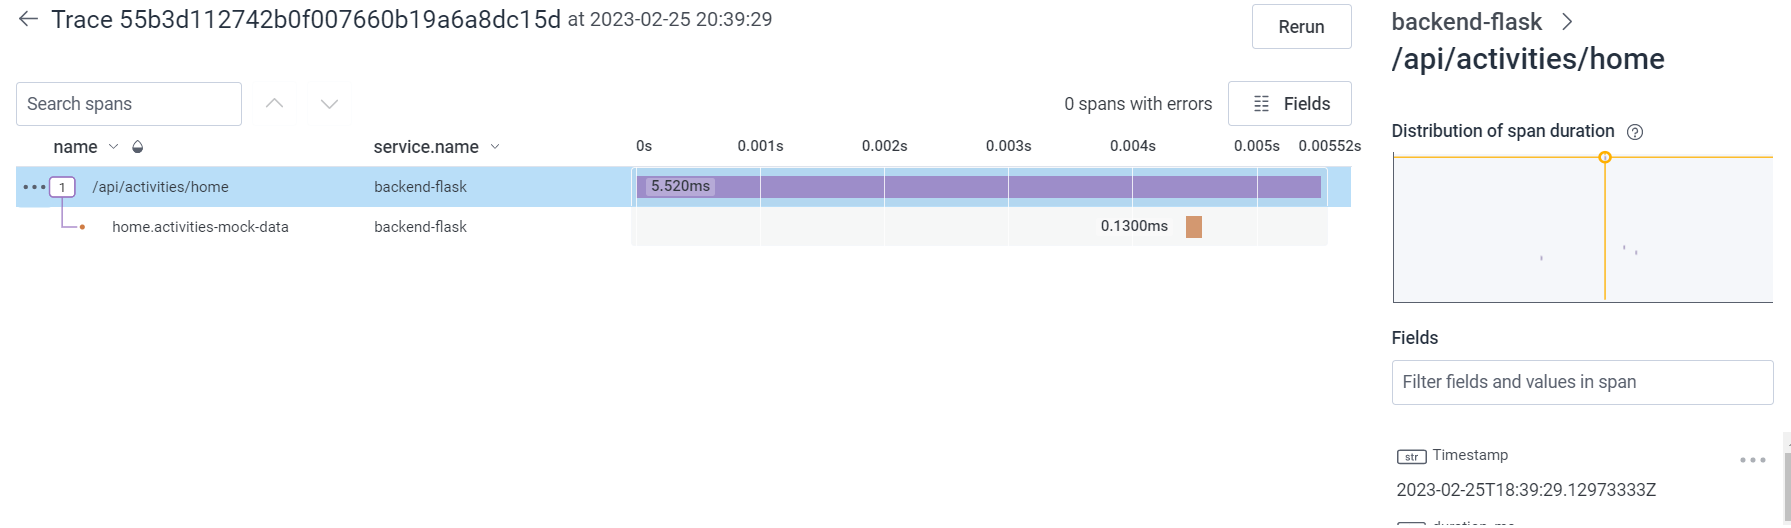 Trace 55b3d112742b0f007660b19a6a8dc15d at 2023-02-25 20:39:29
Rerun
Search spans
0 spans with errors
Fields
name service.name 0s 0.001s 0.002s 0.003s 0.004s 0.005s 0.00552s
1 /api/activities/home backend-flask 5.520ms
home.activities-mock-data backend-flask 0.1300ms
backend-flask
/api/activities/home
Distribution of span duration
Fields
Filter fields and values in span
str Timestamp
2023-02-25T18:39:29.12973333Z